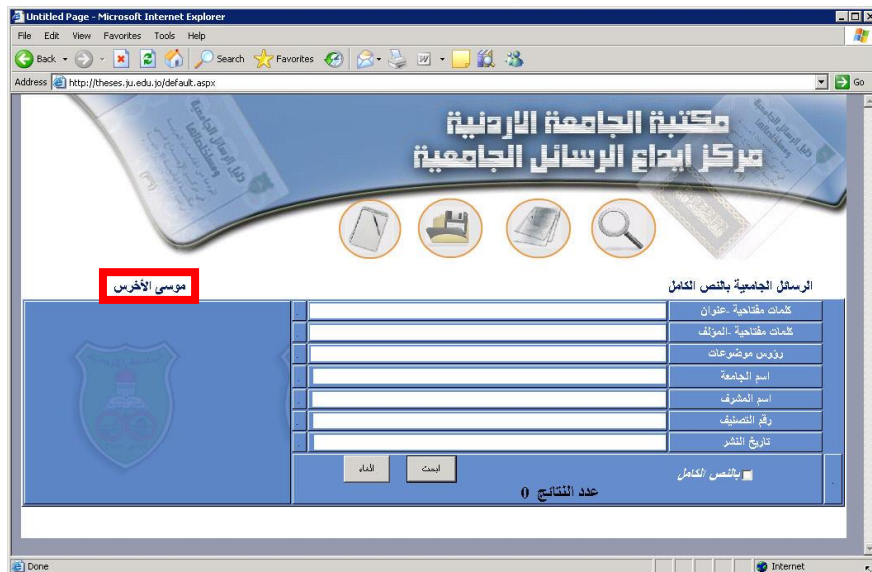 Untitled Page - Microsoft Internet Explorer
File Edit View Favorites Tools Help
Back Search Favorites
Address http://theses.ju.edu.jo/default.aspx Go
مكتبة الجامعة الاردنية
مركز ايداع الرسائل الجامعية
الرسائل الجامعية بالنص الكامل
موسى الأخرس
كلمات مفتاحية -عنوان
كلمات مفتاحية -المؤلف
رؤوس موضوعات
اسم الجامعة
اسم المشرف
رقم التصنيف
تاريخ النشر
بالنص الكامل
ابحث
الغاء
عدد النتائج 0
Done Internet